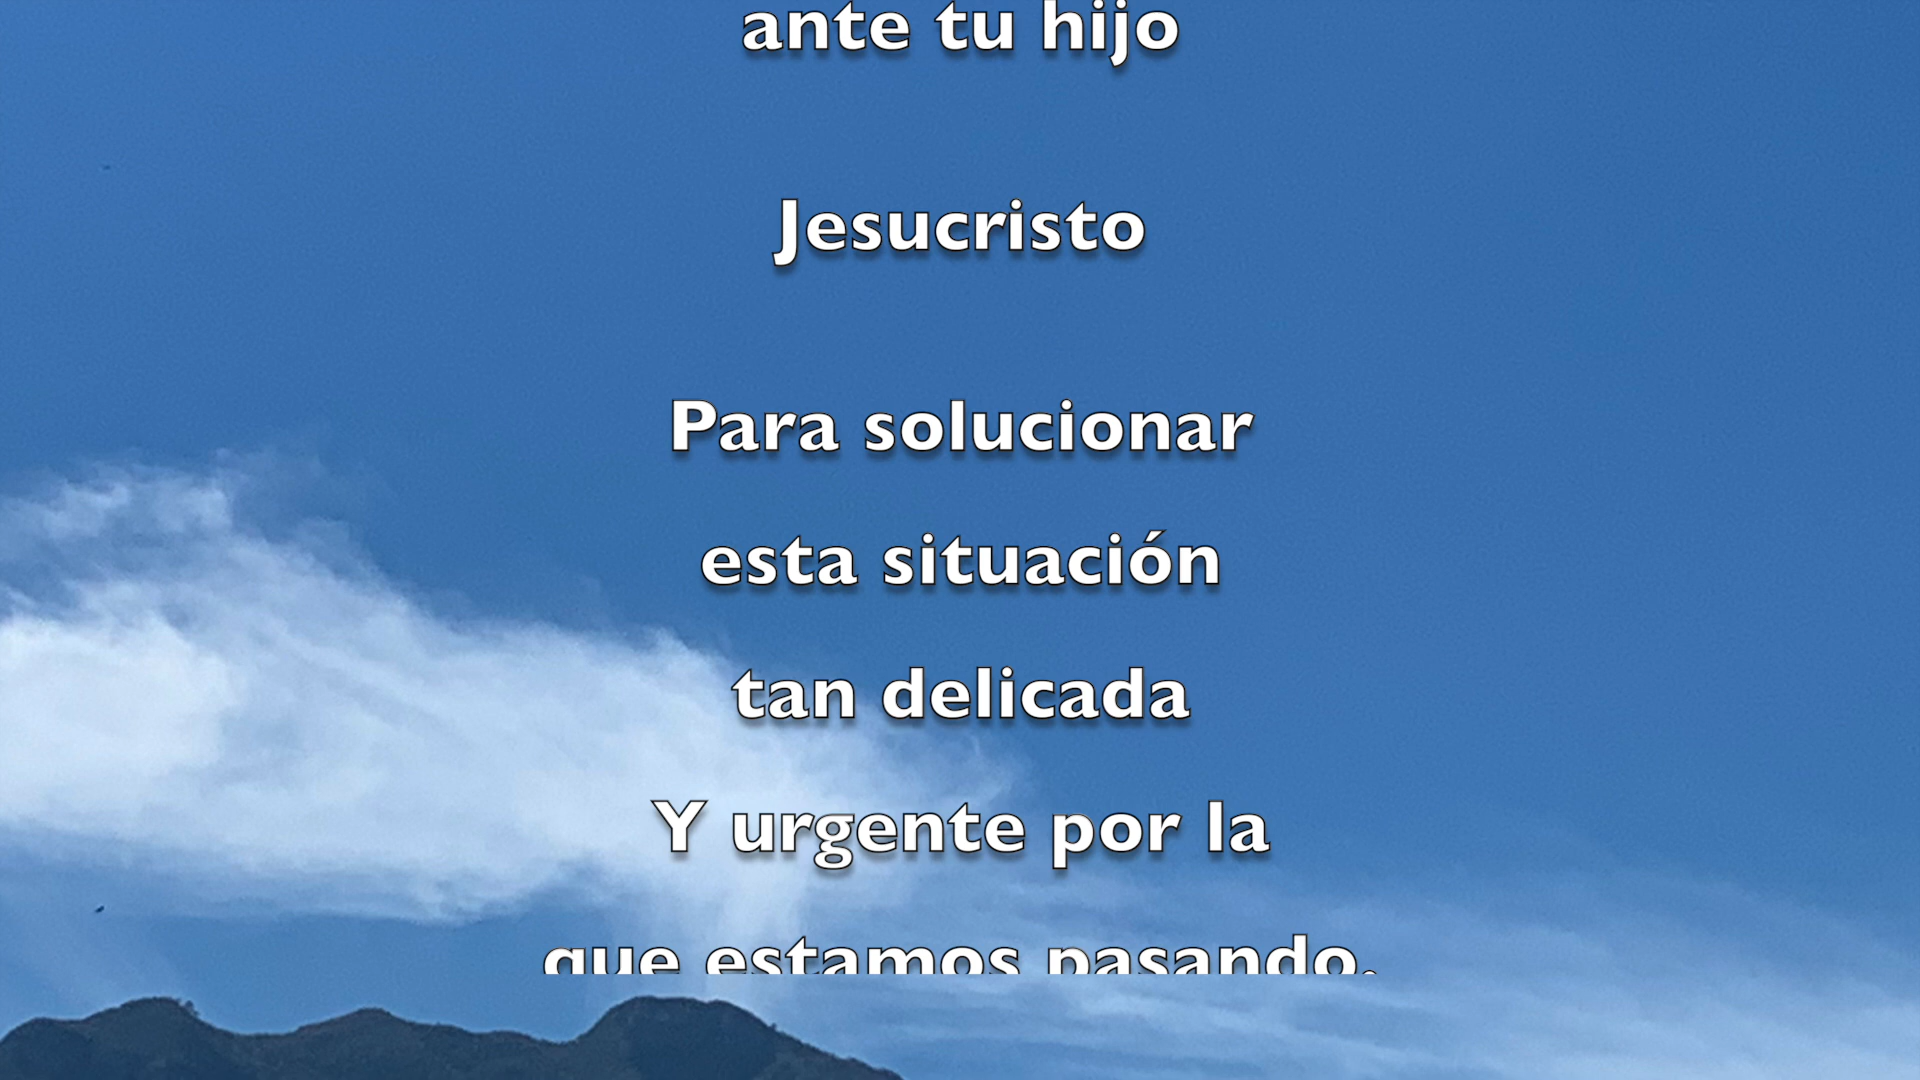 ante tu hijo
Jesucristo
Para solucionar
esta situación
tan delicada
Y urgente por la
que estamos pasando.